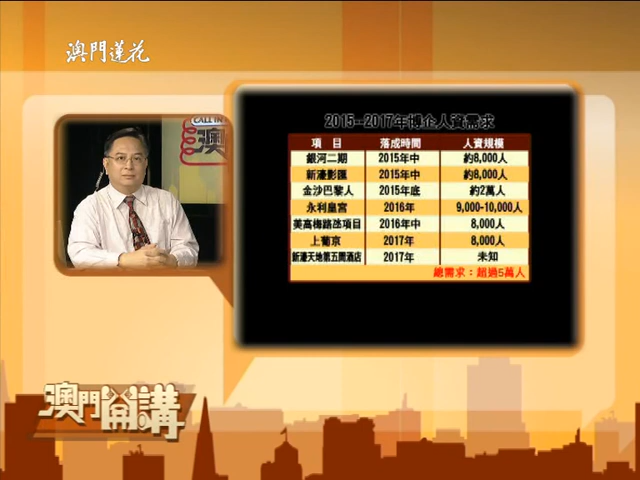 澳門蓮花
CALL IN
澳
2015--2017年博企人資需求
項 目 落成時間 人資規模
銀河二期 2015年中 約8,000人
新濠影匯 2015年中 約8,000人
金沙巴黎人 2015年底 約2萬人
永利皇宮 2016年 9,000-10,000人
美高梅路氹項目 2016年中 8,000人
上葡京 2017年 8,000人
新濠天地第五間酒店 2017年 未知
總需求：超過5萬人
澳門開講